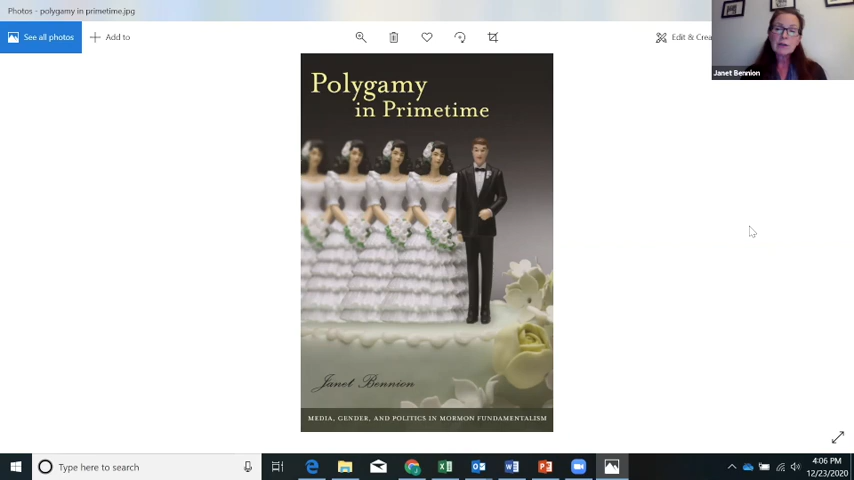 Photos - polygamy in primetime.jpg
See all photos
Add to
Edit & Crea
Janet Bennion
Polygamy
in Primetime
Janet Bennion
MEDIA, GENDER, AND POLITICS IN MORMON FUNDAMENTALISM
Type here to search
4:06 PM
12/23/2020